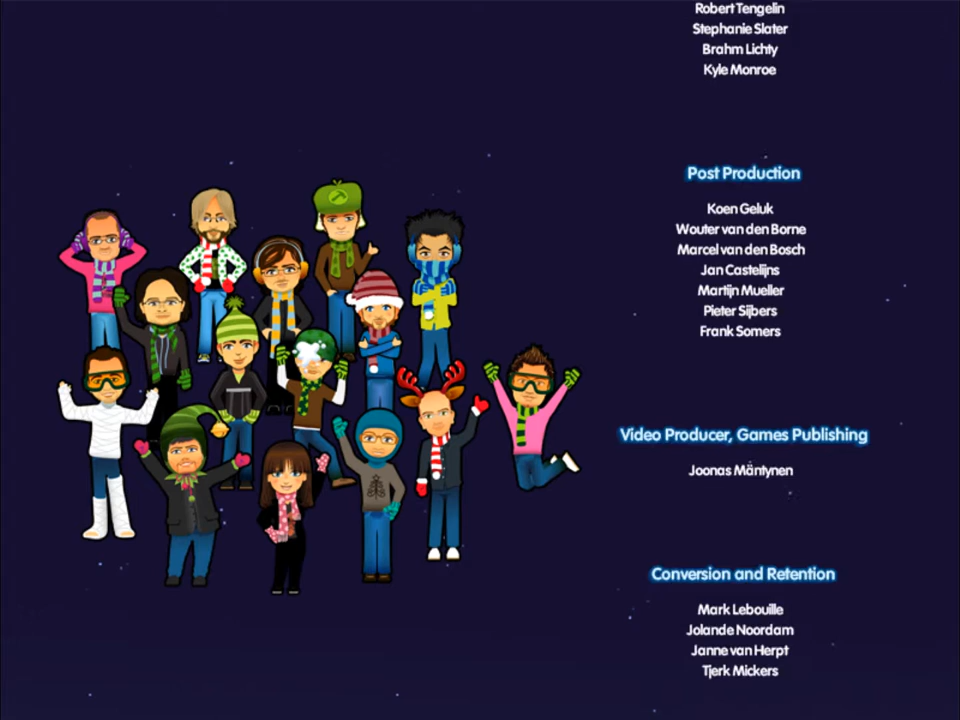 Robert Tengelin
Stephanie Slater
Brahm Lichty
Kyle Monroe
Post Production
Koen Geluk
Wouter van den Borne
Marcel van den Bosch
Jan Castelijns
Martijn Mueller
Pieter Sijbers
Frank Somers
Video Producer, Games Publishing
Joonas Mäntynen
Conversion and Retention
Mark Lebouille
Jolande Noordam
Janne van Herpt
Tjerk Mickers